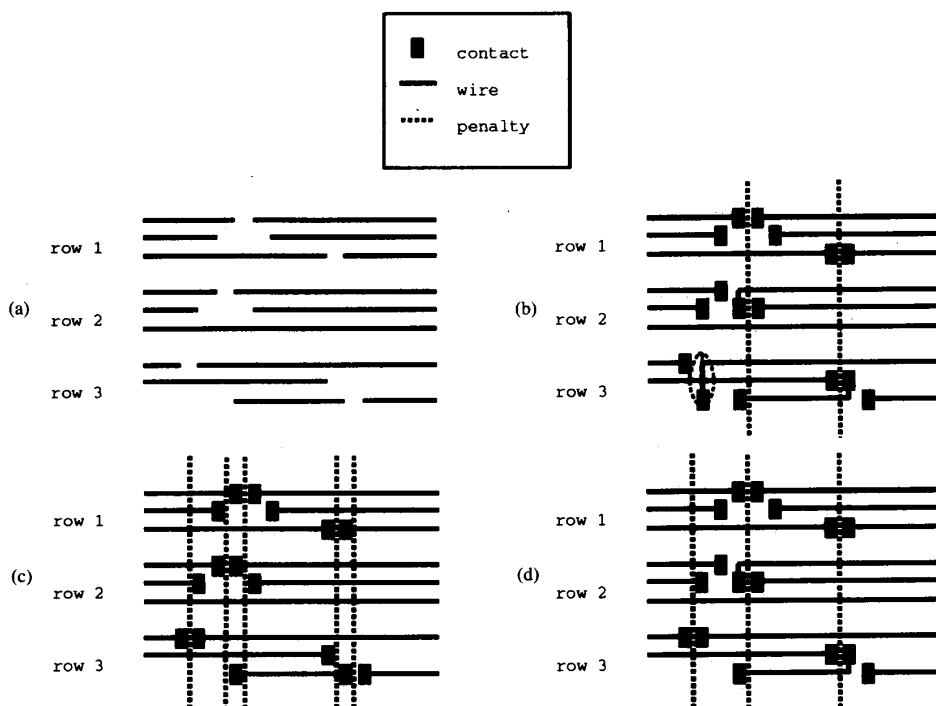 contact
wire
penalty
row 1
(a)
row 2
row 3
row 1
(b)
row 2
row 3
row 1
(c)
row 2
row 3
row 1
(d)
row 2
row 3